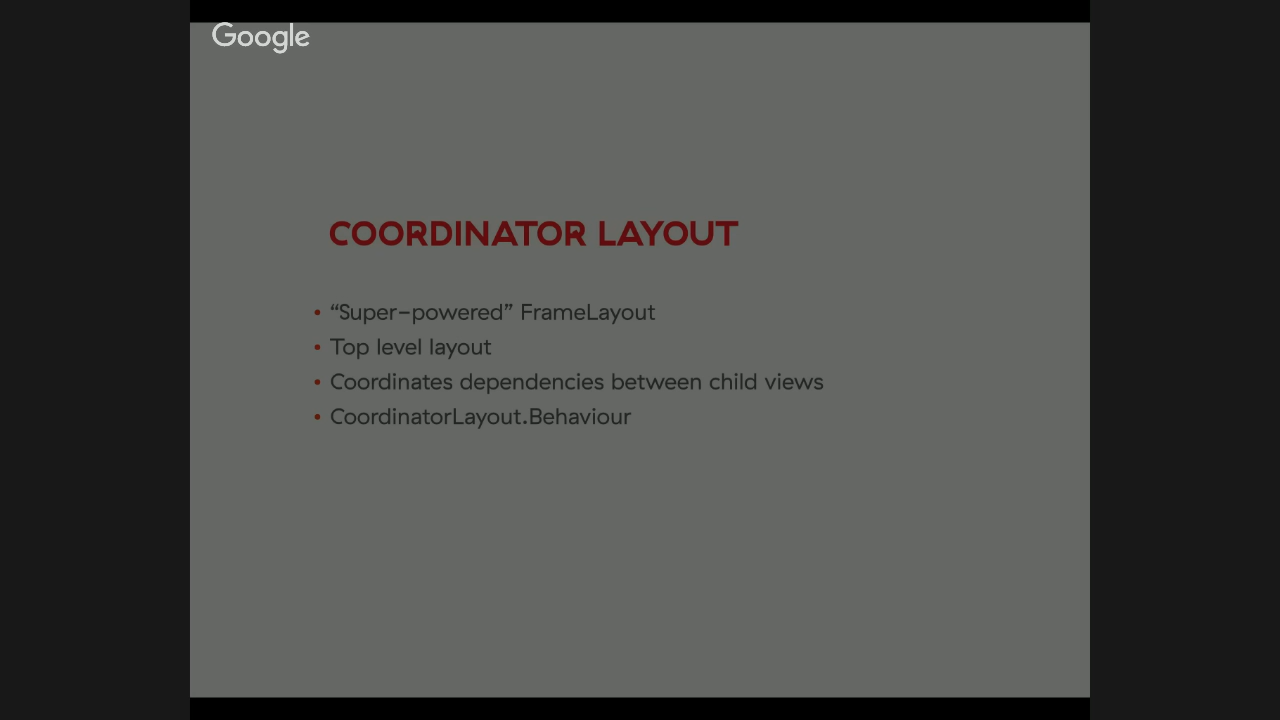 Google
COORDINATOR LAYOUT
• “Super-powered” FrameLayout
• Top level layout
• Coordinates dependencies between child views
• CoordinatorLayout.Behaviour